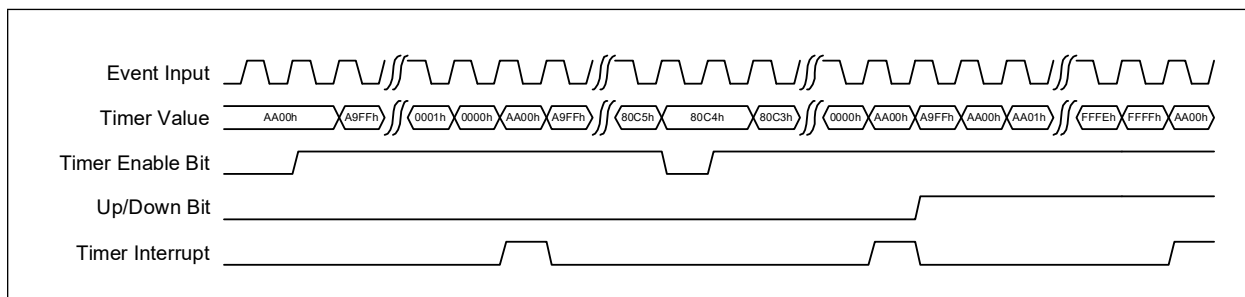 Event Input
Timer Value AA00h A9FFh 0001h 0000h AA00h A9FFh 80C5h 80C4h 80C3h 0000h AA00h A9FFh AA00h AA01h FFFEh FFFFh AA00h
Timer Enable Bit
Up/Down Bit
Timer Interrupt